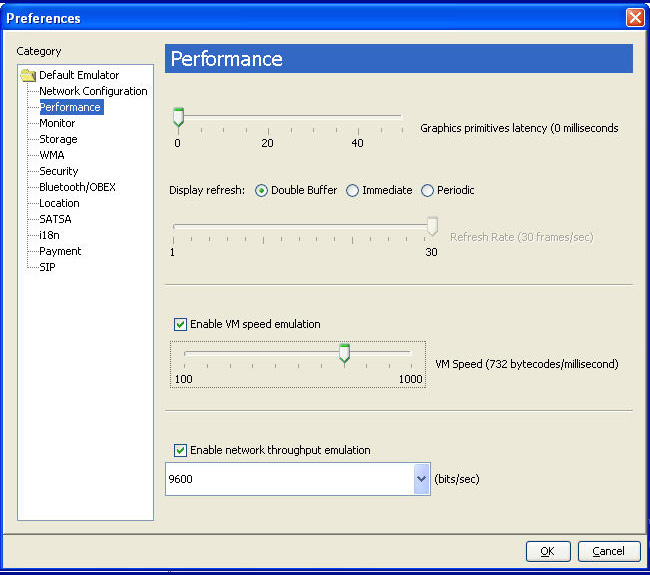 Preferences
Category
Default Emulator
Network Configuration
Performance
Monitor
Storage
WMA
Security
Bluetooth/OBEX
Location
SATSA
i18n
Payment
SIP
Performance
0 20 40
Graphics primitives latency (0 milliseconds
Display refresh: Double Buffer Immediate Periodic
Refresh Rate (30 frames/sec)
1 30
Enable VM speed emulation
VM Speed (732 bytecodes/millisecond)
100 1000
Enable network throughput emulation
9600 (bits/sec)
OK Cancel